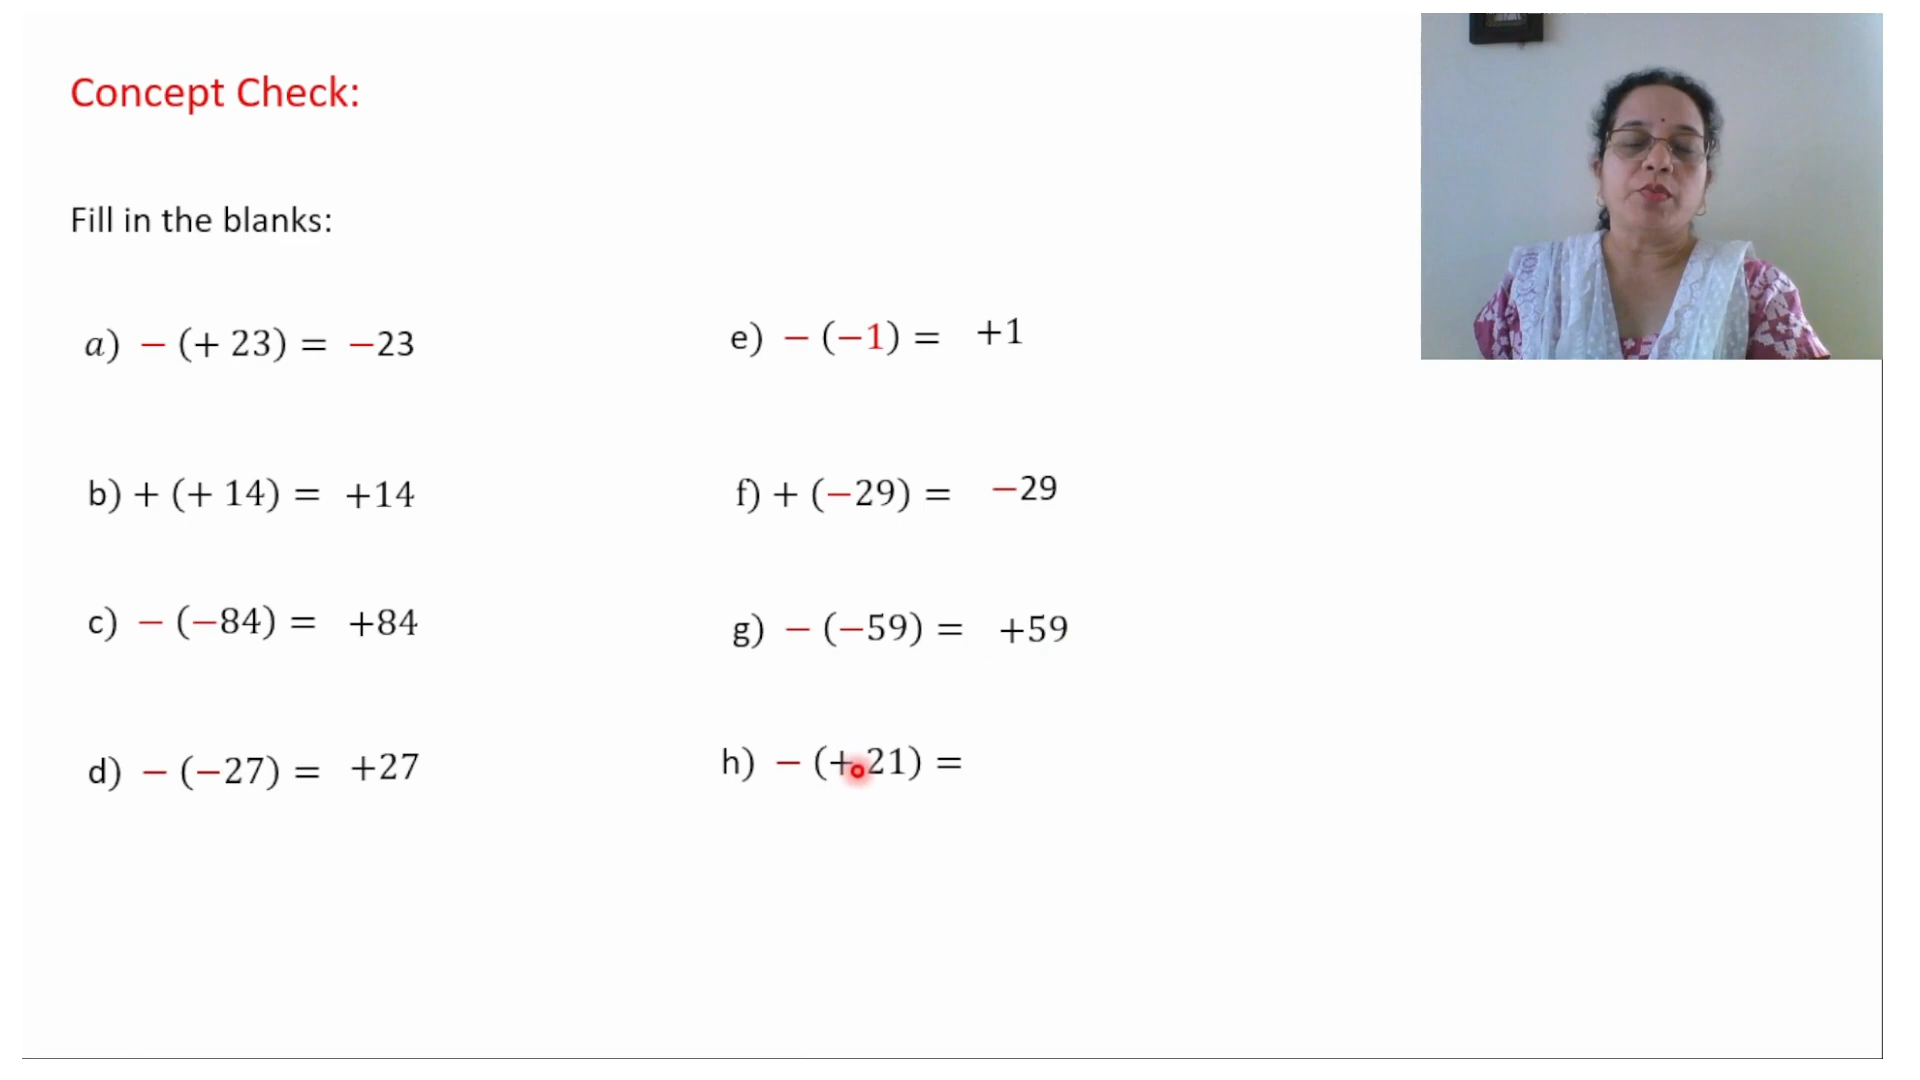 Concept Check:
Fill in the blanks:
a) − (+ 23) = −23
b) + (+ 14) = +14
c) − (−84) = +84
d) − (−27) = +27
e) − (−1) = +1
f) + (−29) = −29
g) − (−59) = +59
h) − (+ 21) =